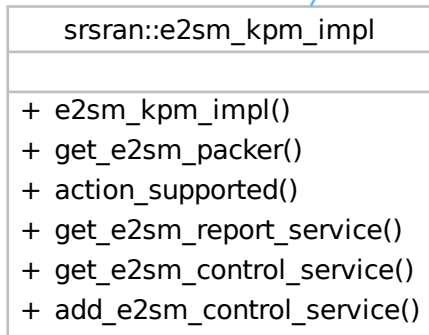 srsran::e2sm_kpm_impl
+ e2sm_kpm_impl()
+ get_e2sm_packer()
+ action_supported()
+ get_e2sm_report_service()
+ get_e2sm_control_service()
+ add_e2sm_control_service()